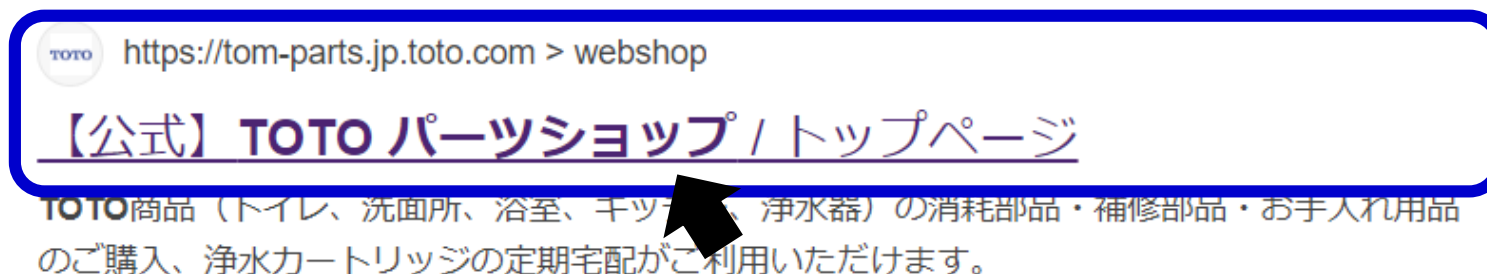 TOTO
https://tom-parts.jp.toto.com > webshop
【公式】TOTO パーツショップ / トップページ
TOTO商品（トイレ、洗面所、浴室、キッ、浄水器）の消耗部品・補修部品・お手入れ用品
のご購入、浄水カートリッジの定期宅配がご利用いただけます。